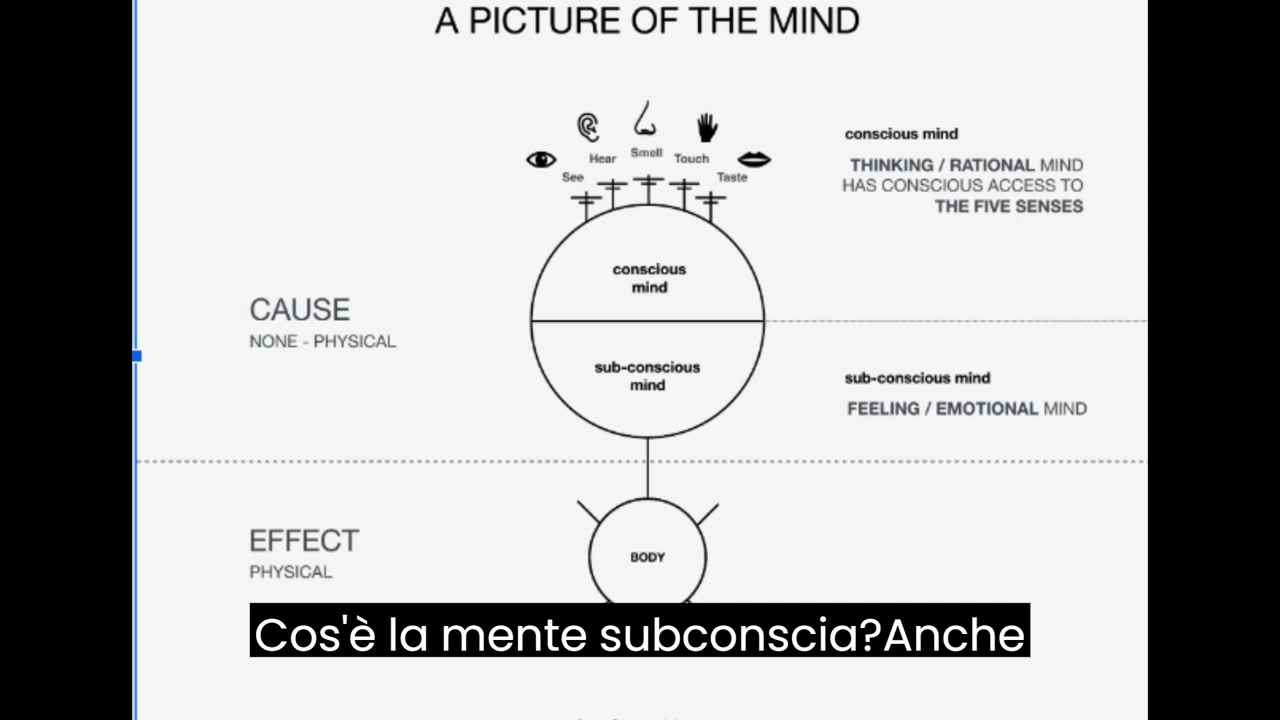 A PICTURE OF THE MIND
Smell
Hear
Touch
See
Taste
conscious mind
THINKING / RATIONAL MIND
HAS CONSCIOUS ACCESS TO
THE FIVE SENSES
conscious
mind
CAUSE
NONE - PHYSICAL
sub-conscious
mind
sub-conscious mind
FEELING / EMOTIONAL MIND
EFFECT
PHYSICAL
BODY
Cos'è la mente subconscia?Anche